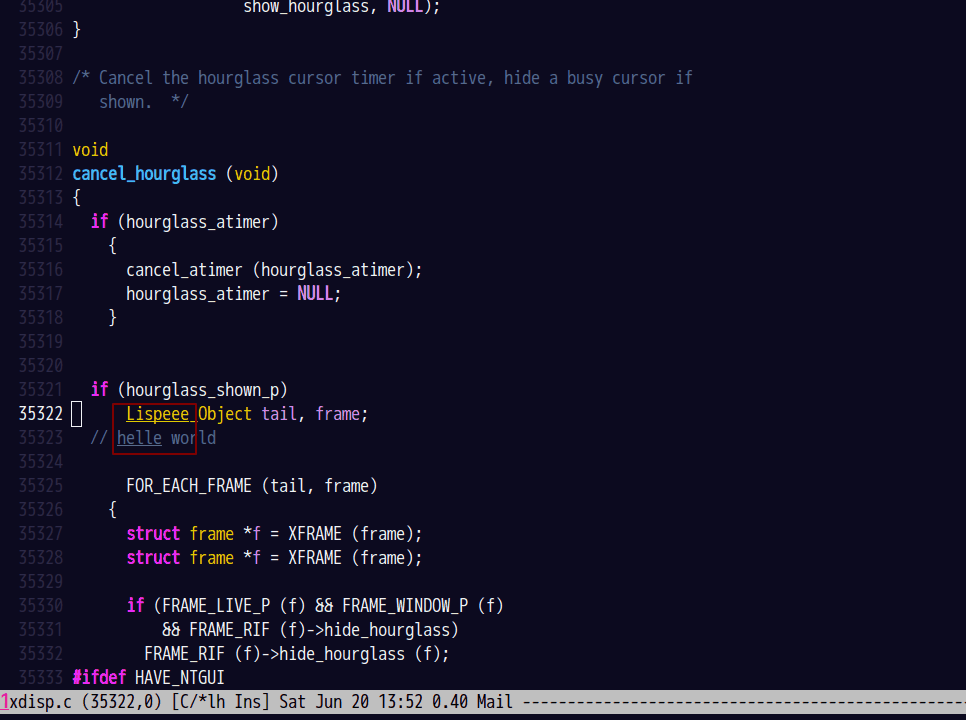 35305                    show_hourglass, NULL);
35306 }
35307
35308 /* Cancel the hourglass cursor timer if active, hide a busy cursor if
35309    shown.  */
35310
35311 void
35312 cancel_hourglass (void)
35313 {
35314   if (hourglass_atimer)
35315     {
35316       cancel_atimer (hourglass_atimer);
35317       hourglass_atimer = NULL;
35318     }
35319
35320
35321   if (hourglass_shown_p)
35322       Lispeee_Object tail, frame;
35323   // helle world
35324
35325       FOR_EACH_FRAME (tail, frame)
35326     {
35327       struct frame *f = XFRAME (frame);
35328       struct frame *f = XFRAME (frame);
35329
35330       if (FRAME_LIVE_P (f) && FRAME_WINDOW_P (f)
35331           && FRAME_RIF (f)->hide_hourglass)
35332         FRAME_RIF (f)->hide_hourglass (f);
35333 #ifdef HAVE_NTGUI
1xdisp.c (35322,0) [C/*lh Ins] Sat Jun 20 13:52 0.40 Mail --------------------------------------------------